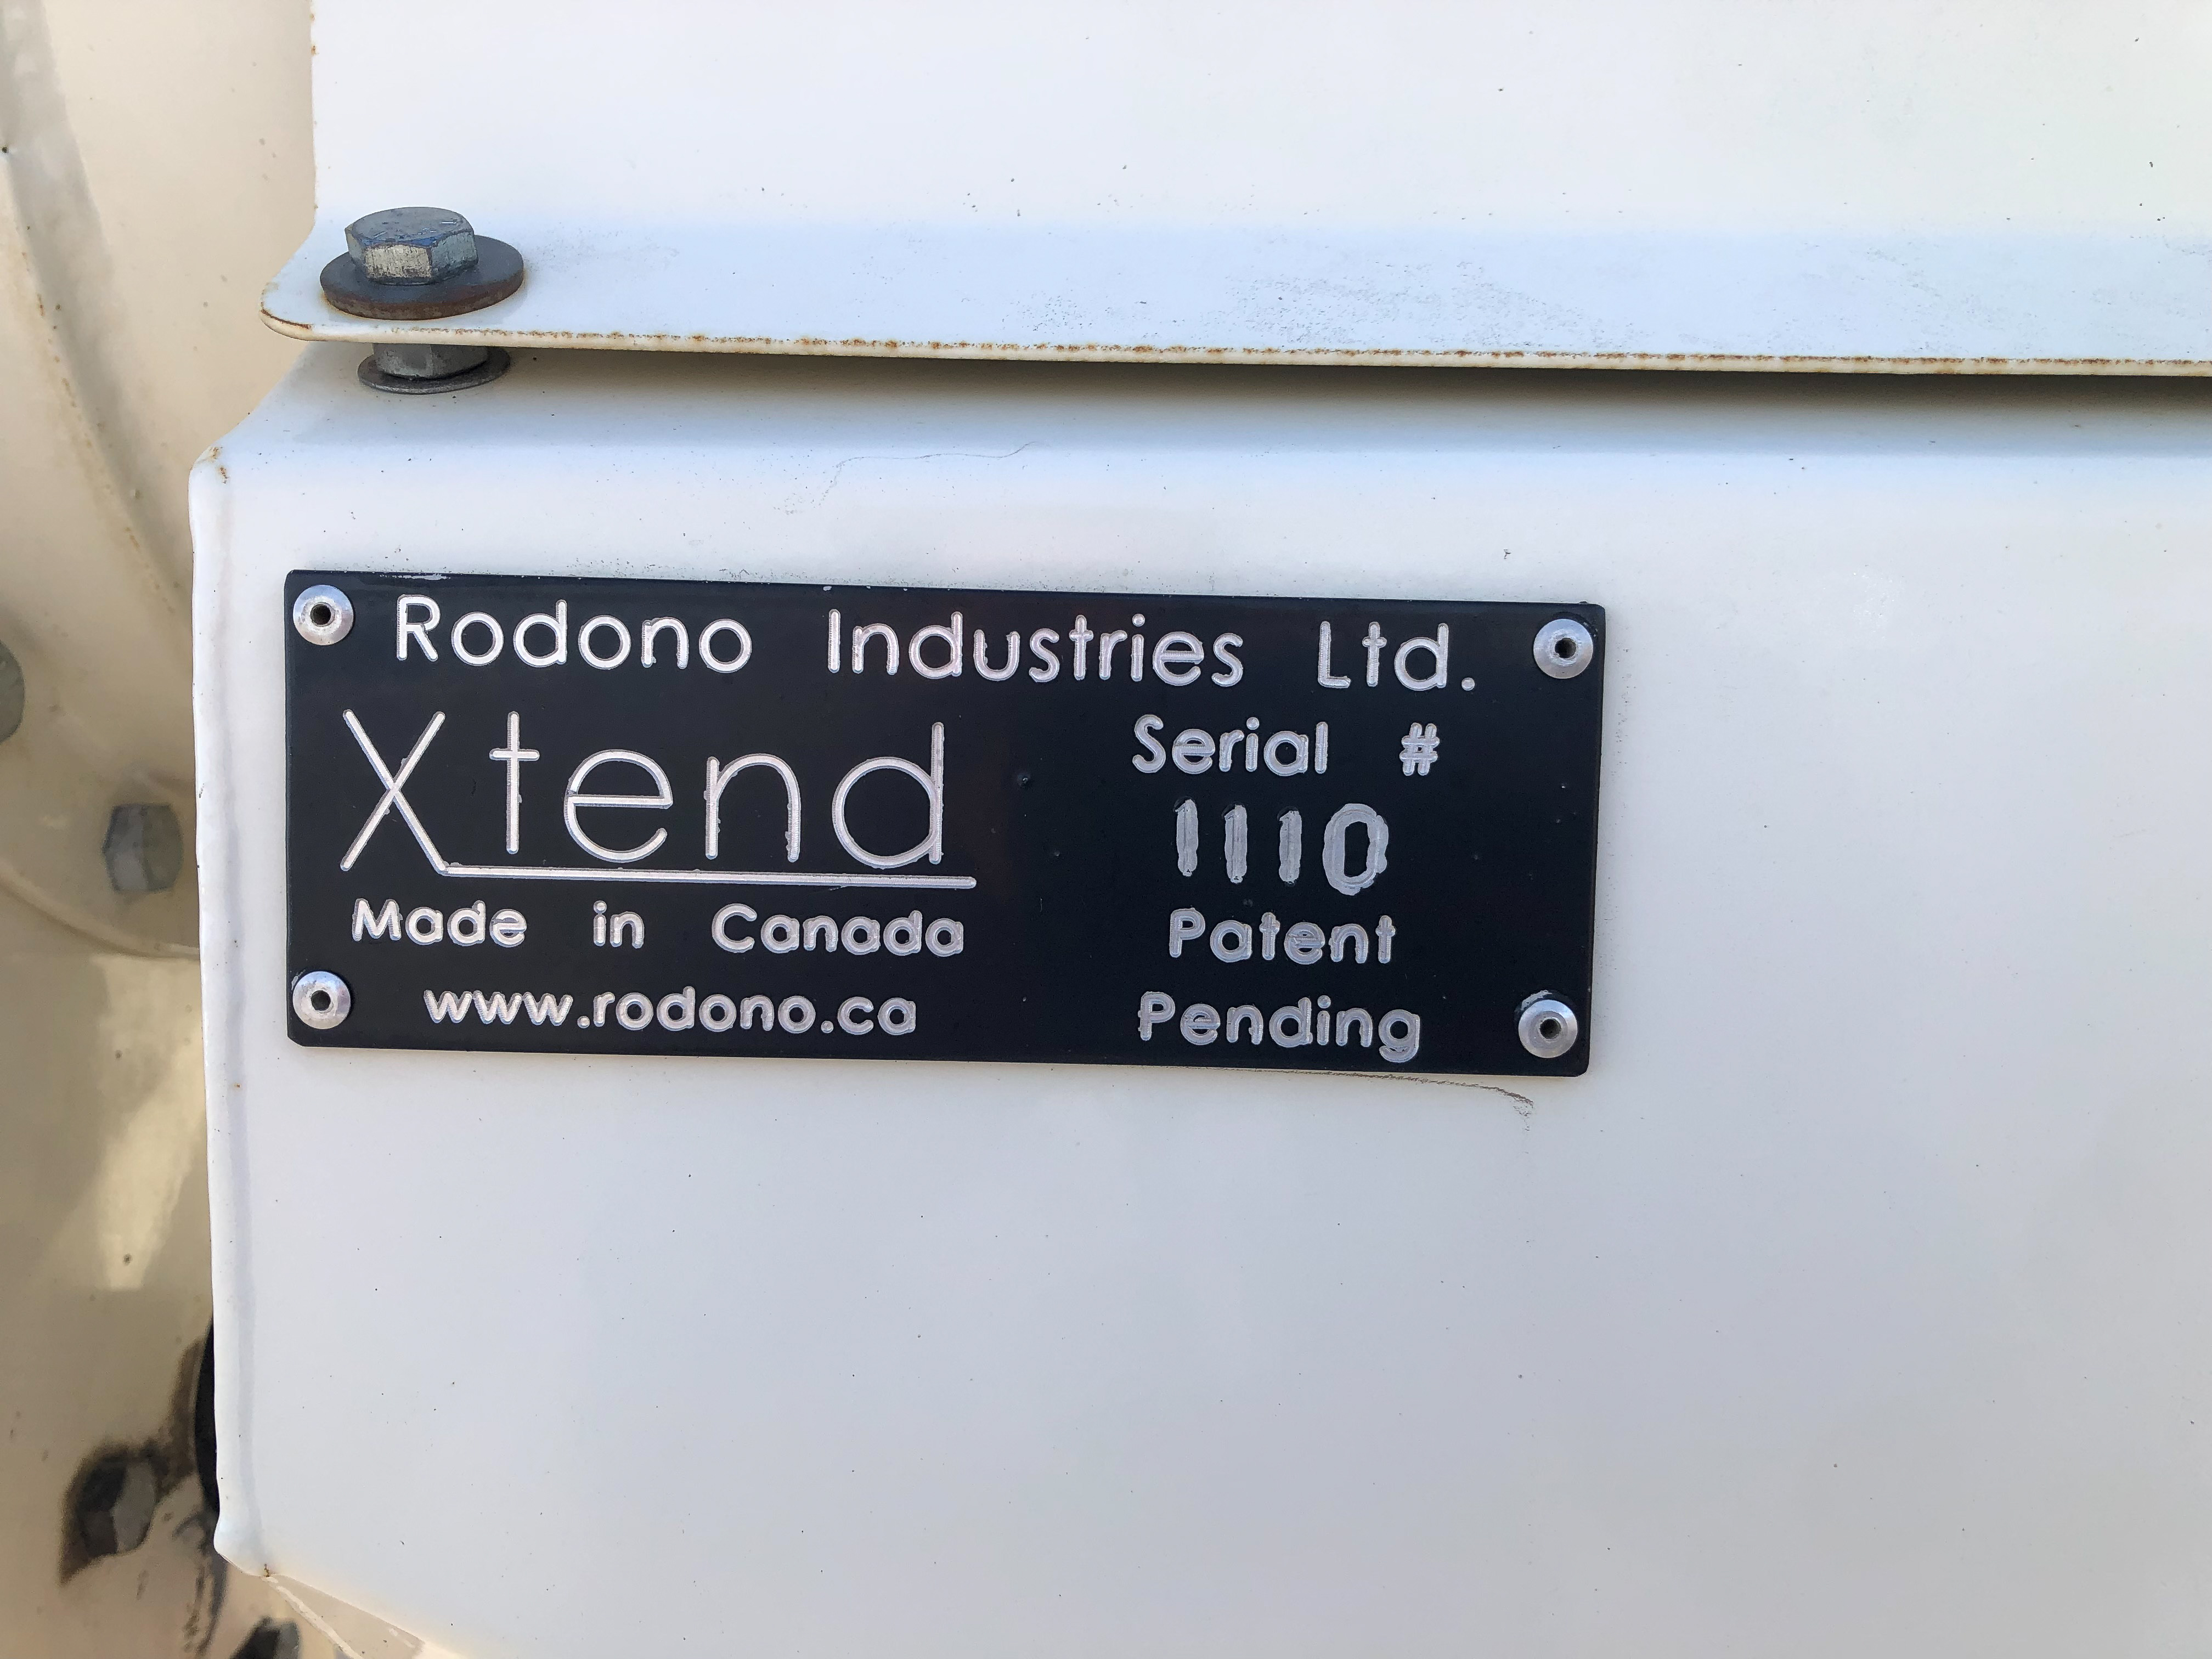 Rodono Industries Ltd.
Xtend
Made in Canada
www.rodono.ca
Serial #
1110
Patent
Pending